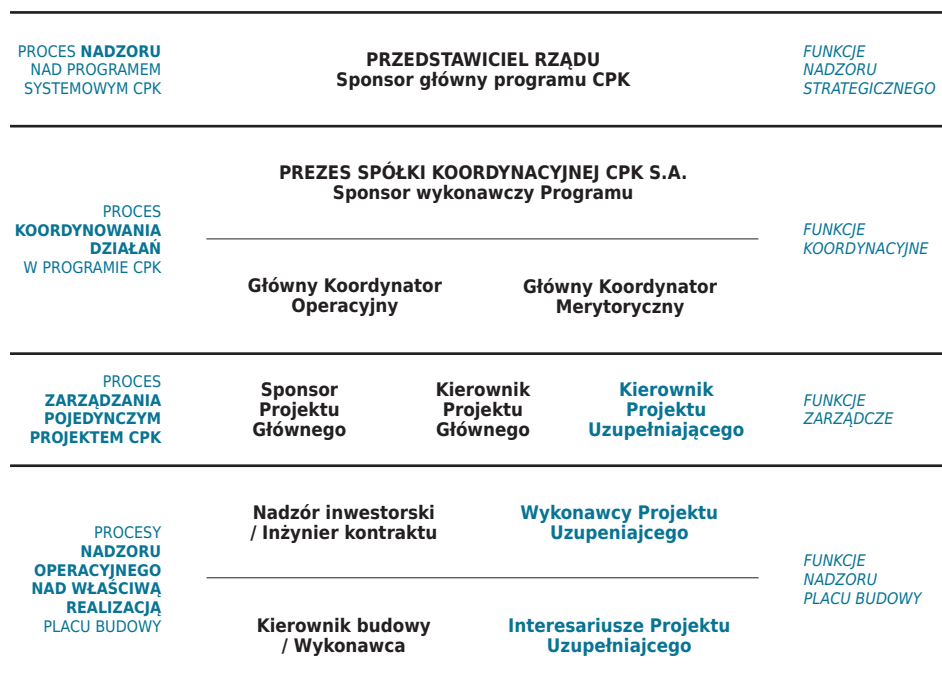 PROCES NADZORU
NAD PROGRAMEM
SYSTEMOWYM CPK
PRZEDSTAWICIEL RZĄDU
Sponsor główny programu CPK
FUNKCJE
NADZORU
STRATEGICZNEGO
PROCES
KOORDYNOWANIA
DZIAŁAŃ
W PROGRAMIE CPK
PREZES SPÓŁKI KOORDYNACYJNEJ CPK S.A.
Sponsor wykonawczy Programu
Główny Koordynator
Operacyjny
Główny Koordynator
Merytoryczny
FUNKCJE
KOORDYNACYJNE
PROCES
ZARZĄDZANIA
POJEDYNCZYM
PROJEKTEM CPK
Sponsor
Projektu
Głównego
Kierownik
Projektu
Głównego
Kierownik
Projektu
Uzupełniającego
FUNKCJE
ZARZĄDCZE
PROCESY
NADZORU
OPERACYJNEGO
NAD WŁAŚCIWĄ
REALIZACJĄ
PLACU BUDOWY
Nadzór inwestorski
/ Inżynier kontraktu
Wykonawcy Projektu
Uzupeniajcego
Kierownik budowy
/ Wykonawca
Interesariusze Projektu
Uzupełniajcego
FUNKCJE
NADZORU
PLACU BUDOWY